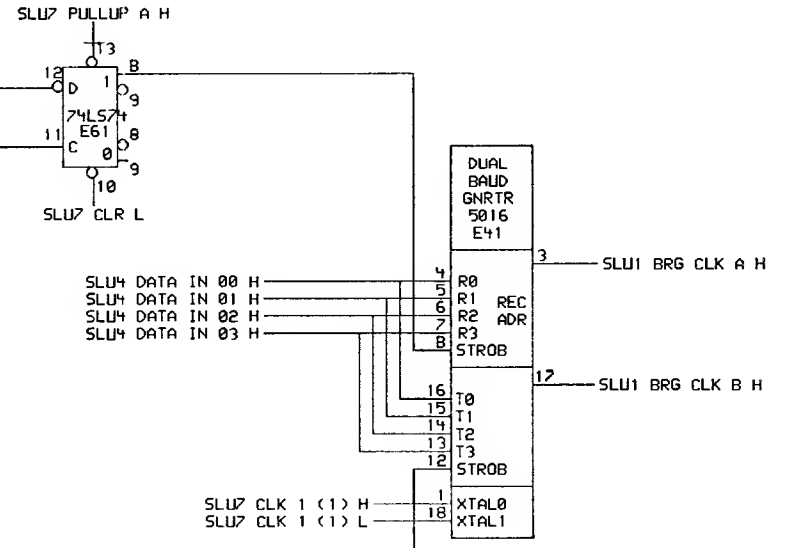 SLU7 PULLUP A H
T3
12 D 1 8
9
74LS74
E61
11 C 8
0 9
10
SLU7 CLR L
DUAL
BAUD
GNRTR
5016
E41
3 SLU1 BRG CLK A H
SLU4 DATA IN 00 H 4 R0
SLU4 DATA IN 01 H 5 R1 REC
SLU4 DATA IN 02 H 6 R2 ADR
SLU4 DATA IN 03 H 7 R3
8 STROB
17 SLU1 BRG CLK B H
16 T0
15 T1
14 T2
13 T3
12 STROB
SLU7 CLK 1 (1) H 1 XTAL0
SLU7 CLK 1 (1) L 18 XTAL1